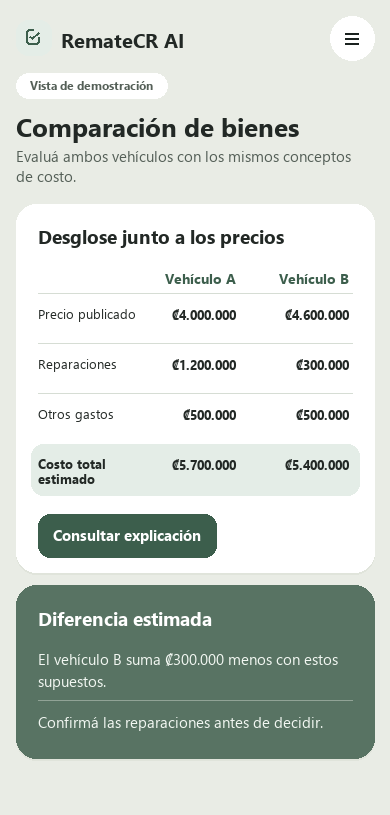 RemateCR AI
Vista de demostración
Comparación de bienes
Evaluá ambos vehículos con los mismos conceptos
de costo.
Desglose junto a los precios
Vehículo A Vehículo B
Precio publicado ₡4.000.000 ₡4.600.000
Reparaciones ₡1.200.000 ₡300.000
Otros gastos ₡500.000 ₡500.000
Costo total
estimado ₡5.700.000 ₡5.400.000
Consultar explicación
Diferencia estimada
El vehículo B suma ₡300.000 menos con estos
supuestos.
Confirmá las reparaciones antes de decidir.